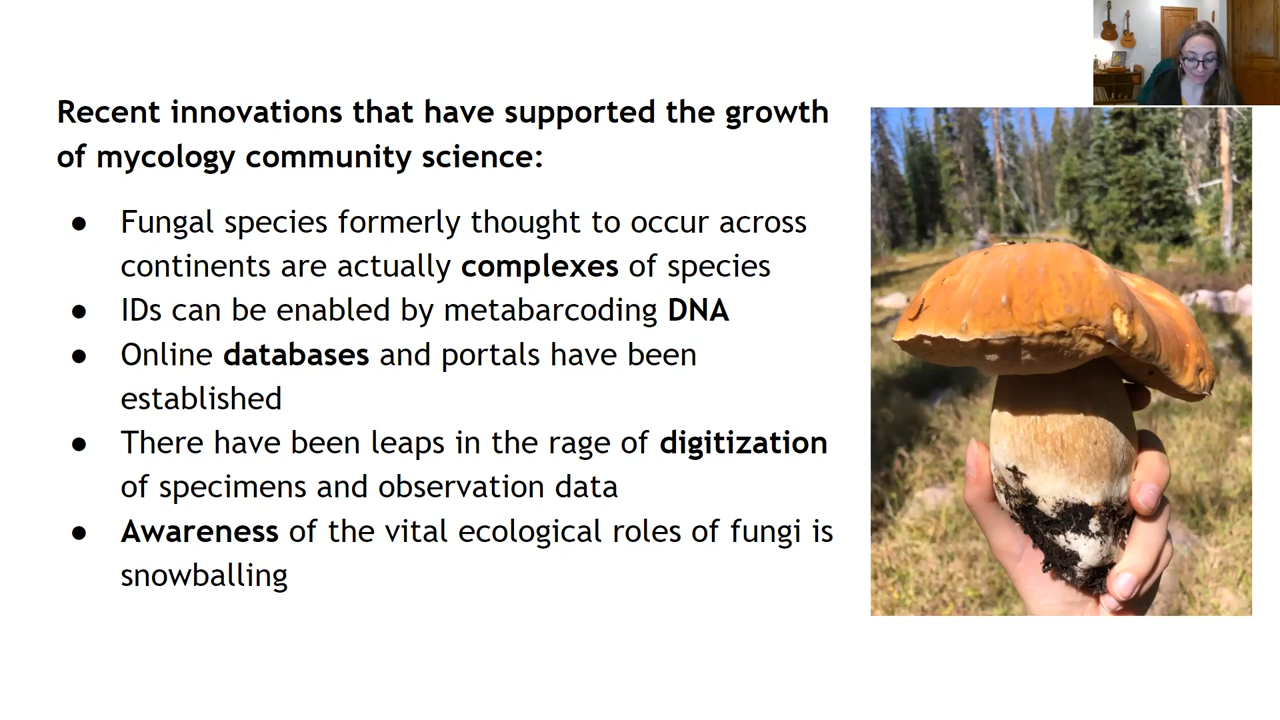 Recent innovations that have supported the growth
of mycology community science:
● Fungal species formerly thought to occur across
continents are actually complexes of species
● IDs can be enabled by metabarcoding DNA
● Online databases and portals have been
established
● There have been leaps in the rage of digitization
of specimens and observation data
● Awareness of the vital ecological roles of fungi is
snowballing